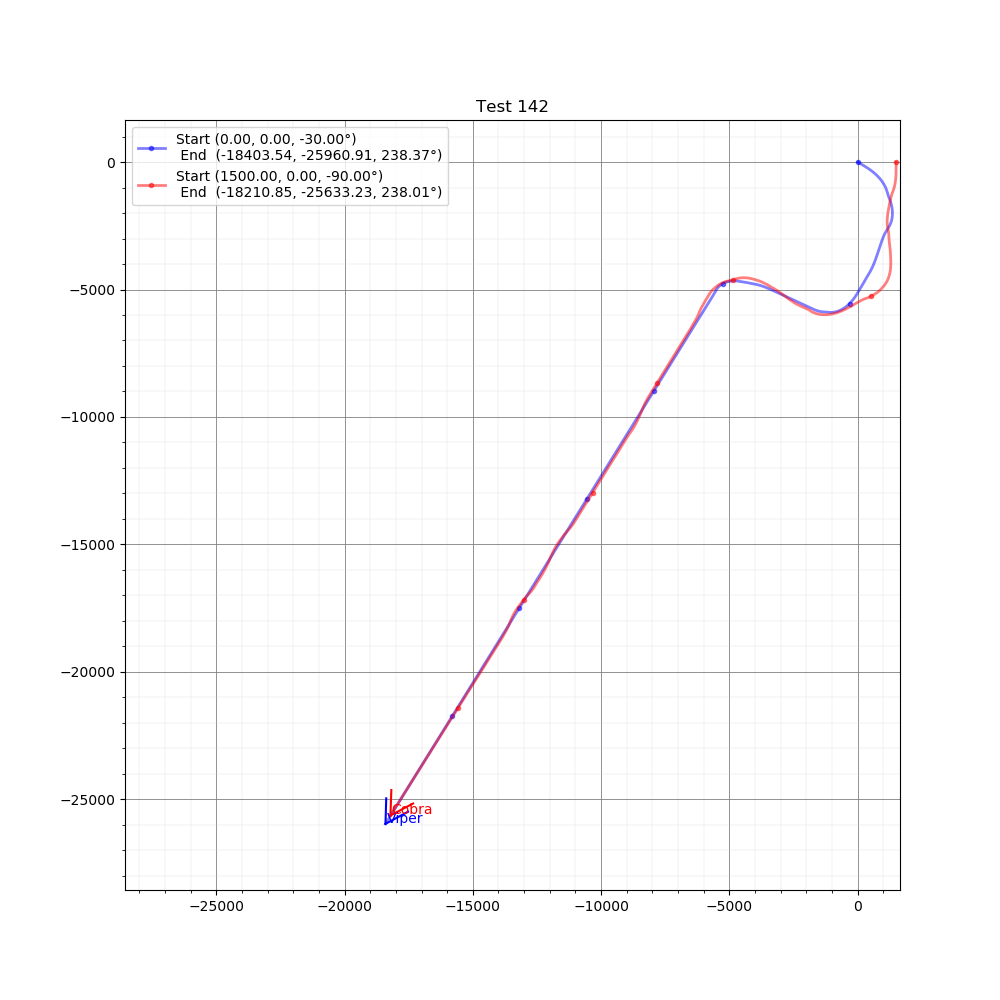 Test 142
Start (0.00, 0.00, -30.00°)
End (-18403.54, -25960.91, 238.37°)
Start (1500.00, 0.00, -90.00°)
End (-18210.85, -25633.23, 238.01°)
0
−5000
−10000
−15000
−20000
−25000
Cobra
Viper
−25000
−20000
−15000
−10000
−5000
0